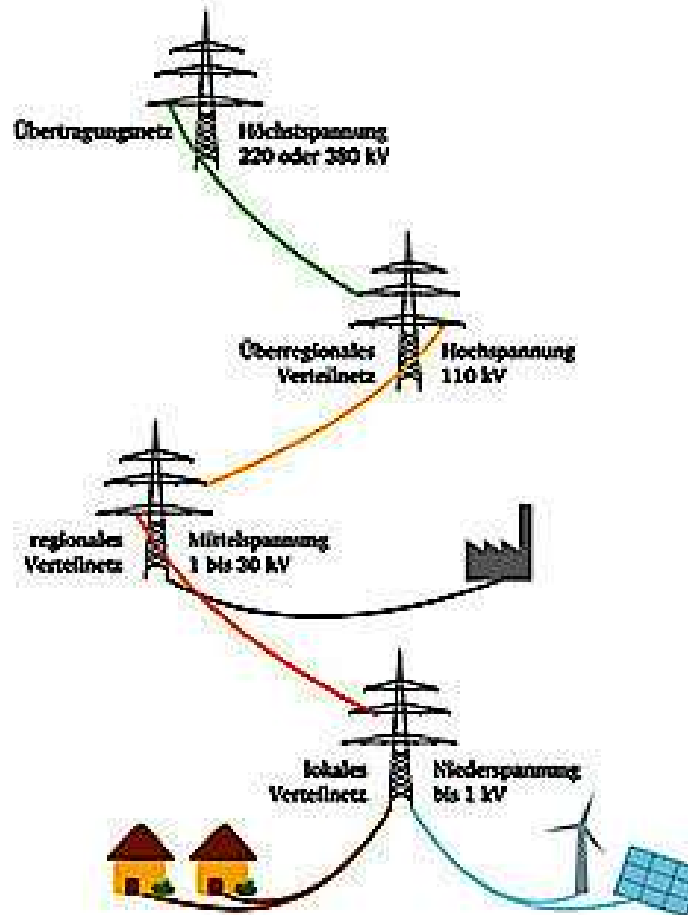 Übertragungsnetz
Höchstspannung
220 oder 380 kV
Überregionales
Verteilnetz
Hochspannung
110 kV
regionales
Verteilnetz
Mittelspannung
1 bis 30 kV
lokales
Verteilnetz
Niederspannung
bis 1 kV